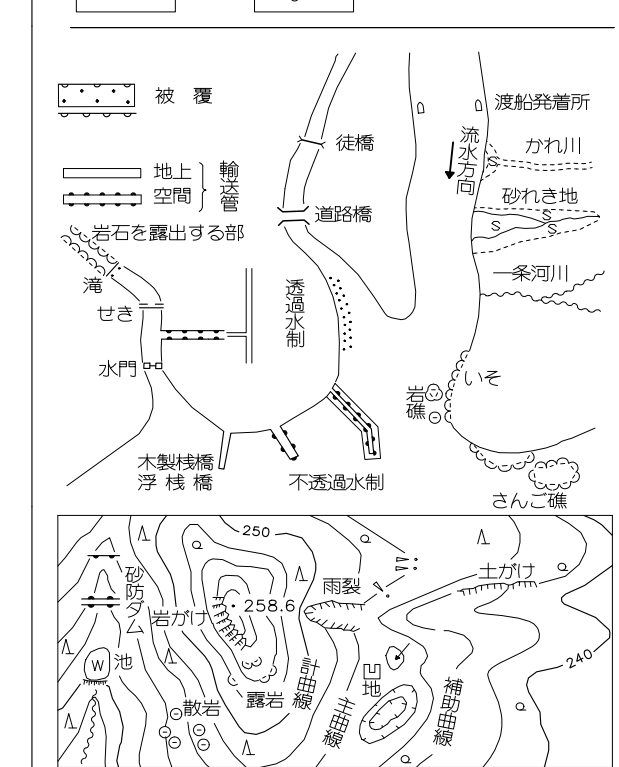 被覆
渡船発着所
徒橋
流水方向
かれ川
S
地上
空間
輸送管
砂れき地
S
S
S
道路橋
岩石を露出する部
滝
透過水制
一条河川
せき
水門
いそ
岩礁
木製桟橋
浮桟橋
不透過水制
さんご礁
250
砂防ダム
雨裂
土がけ
岩がけ
258.6
W
池
計曲線
240
凹地
補助曲線
散岩
露岩
主曲線